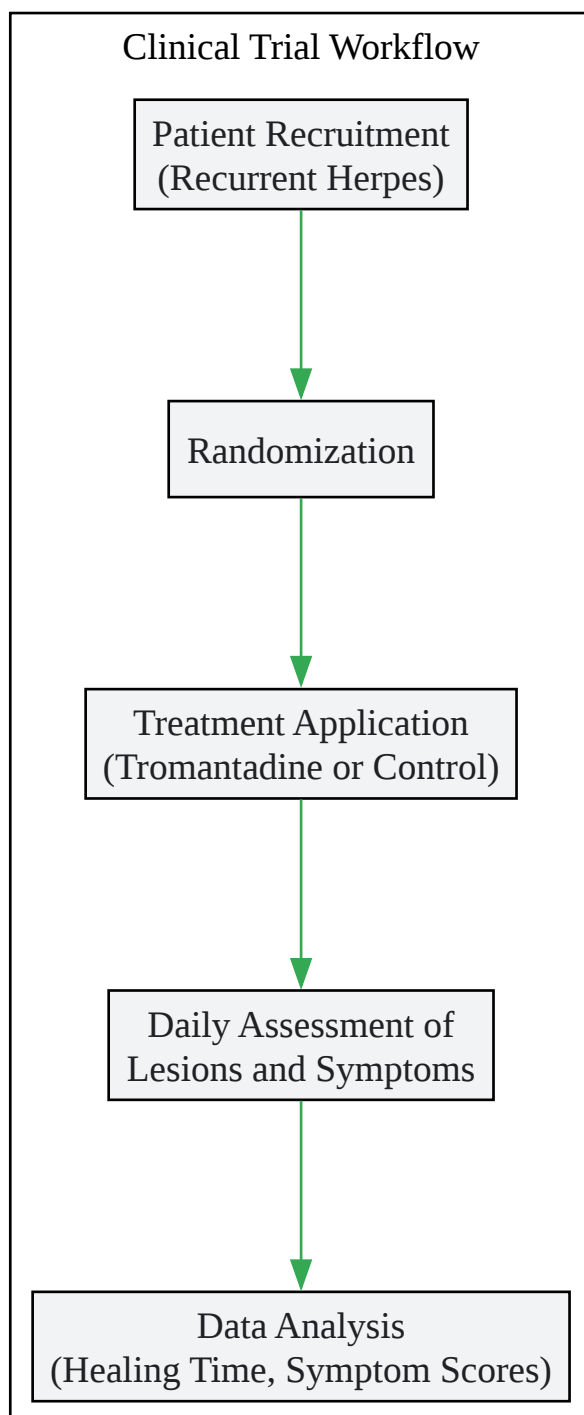 Clinical Trial Workflow
Patient Recruitment
(Recurrent Herpes)
Randomization
Treatment Application
(Tromantadine or Control)
Daily Assessment of
Lesions and Symptoms
Data Analysis
(Healing Time, Symptom Scores)